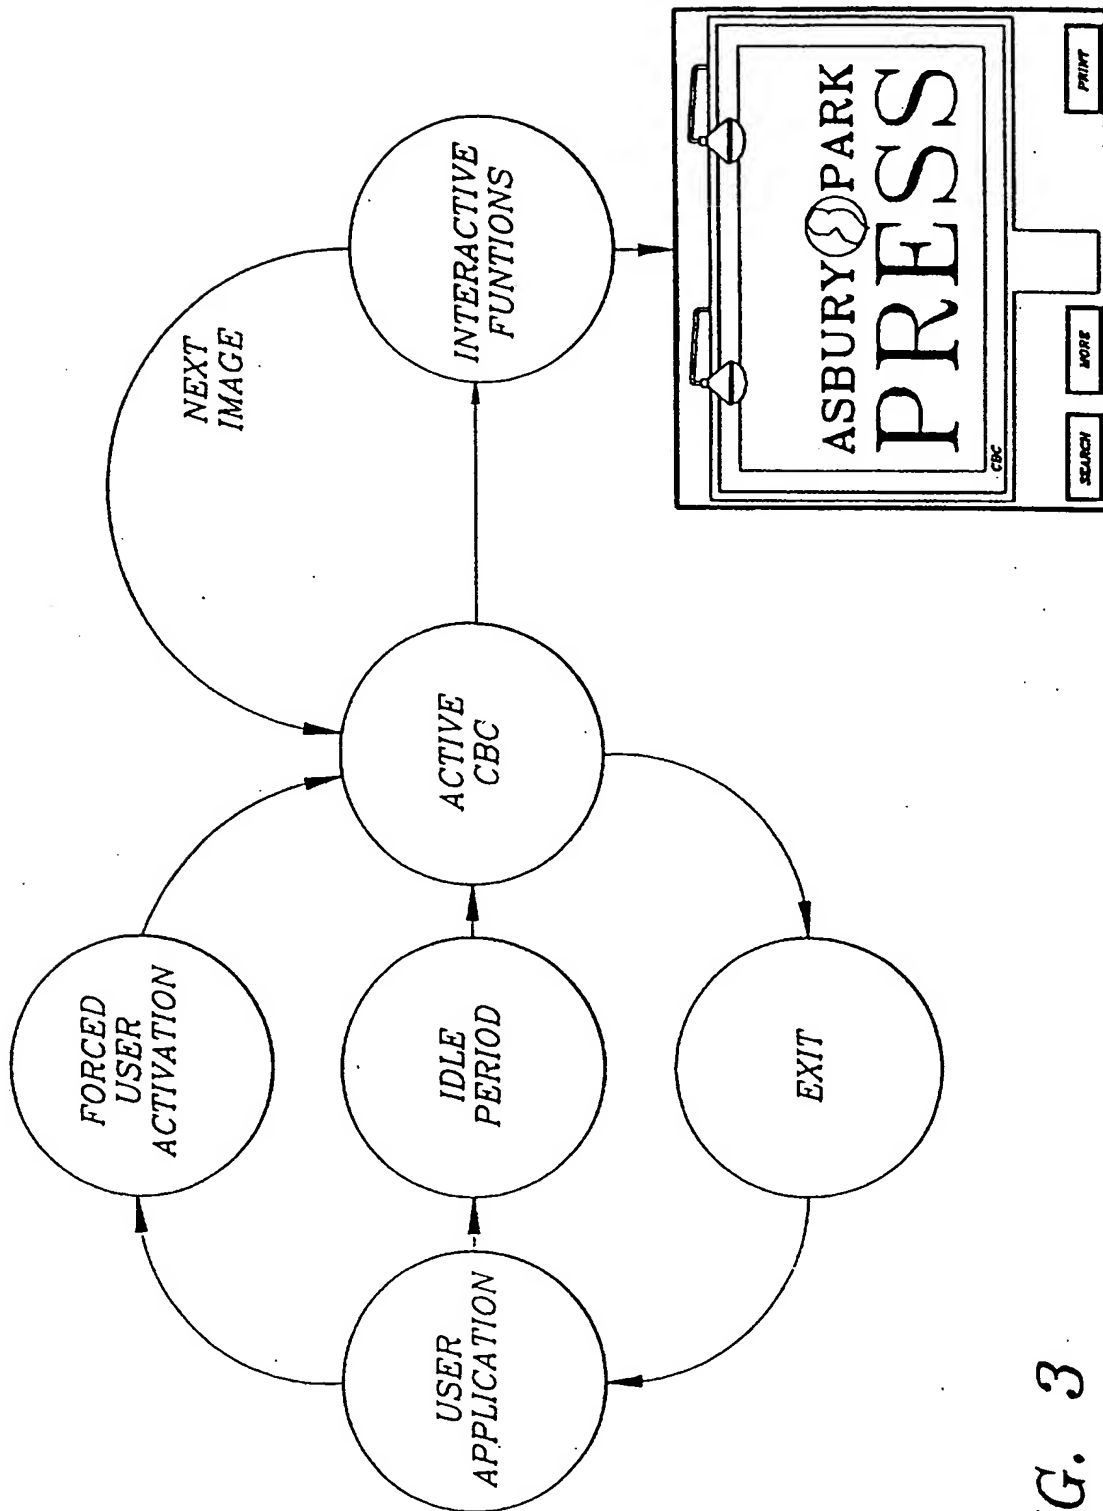 FORCED
USER
ACTIVATION
USER
APPLICATION
IDLE
PERIOD
ACTIVE
CBC
EXIT
NEXT
IMAGE
INTERACTIVE
FUNTIONS
ASBURY PARK
PRESS
CBC
SEARCH
MORE
PRINT
G. 3